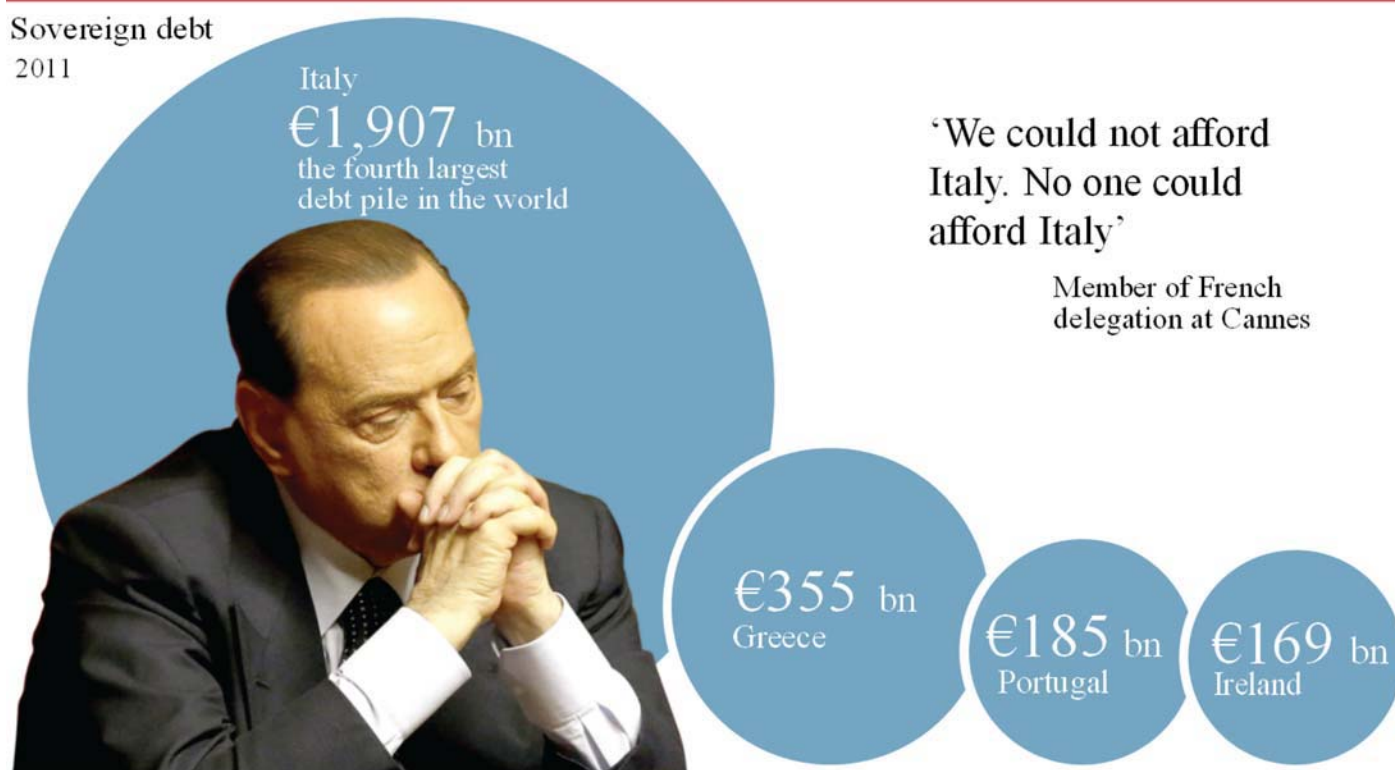 Sovereign debt
2011
Italy
€1,907 bn
the fourth largest
debt pile in the world
‘We could not afford
Italy. No one could
afford Italy’
Member of French
delegation at Cannes
€355 bn
Greece
€185 bn
Portugal
€169 bn
Ireland